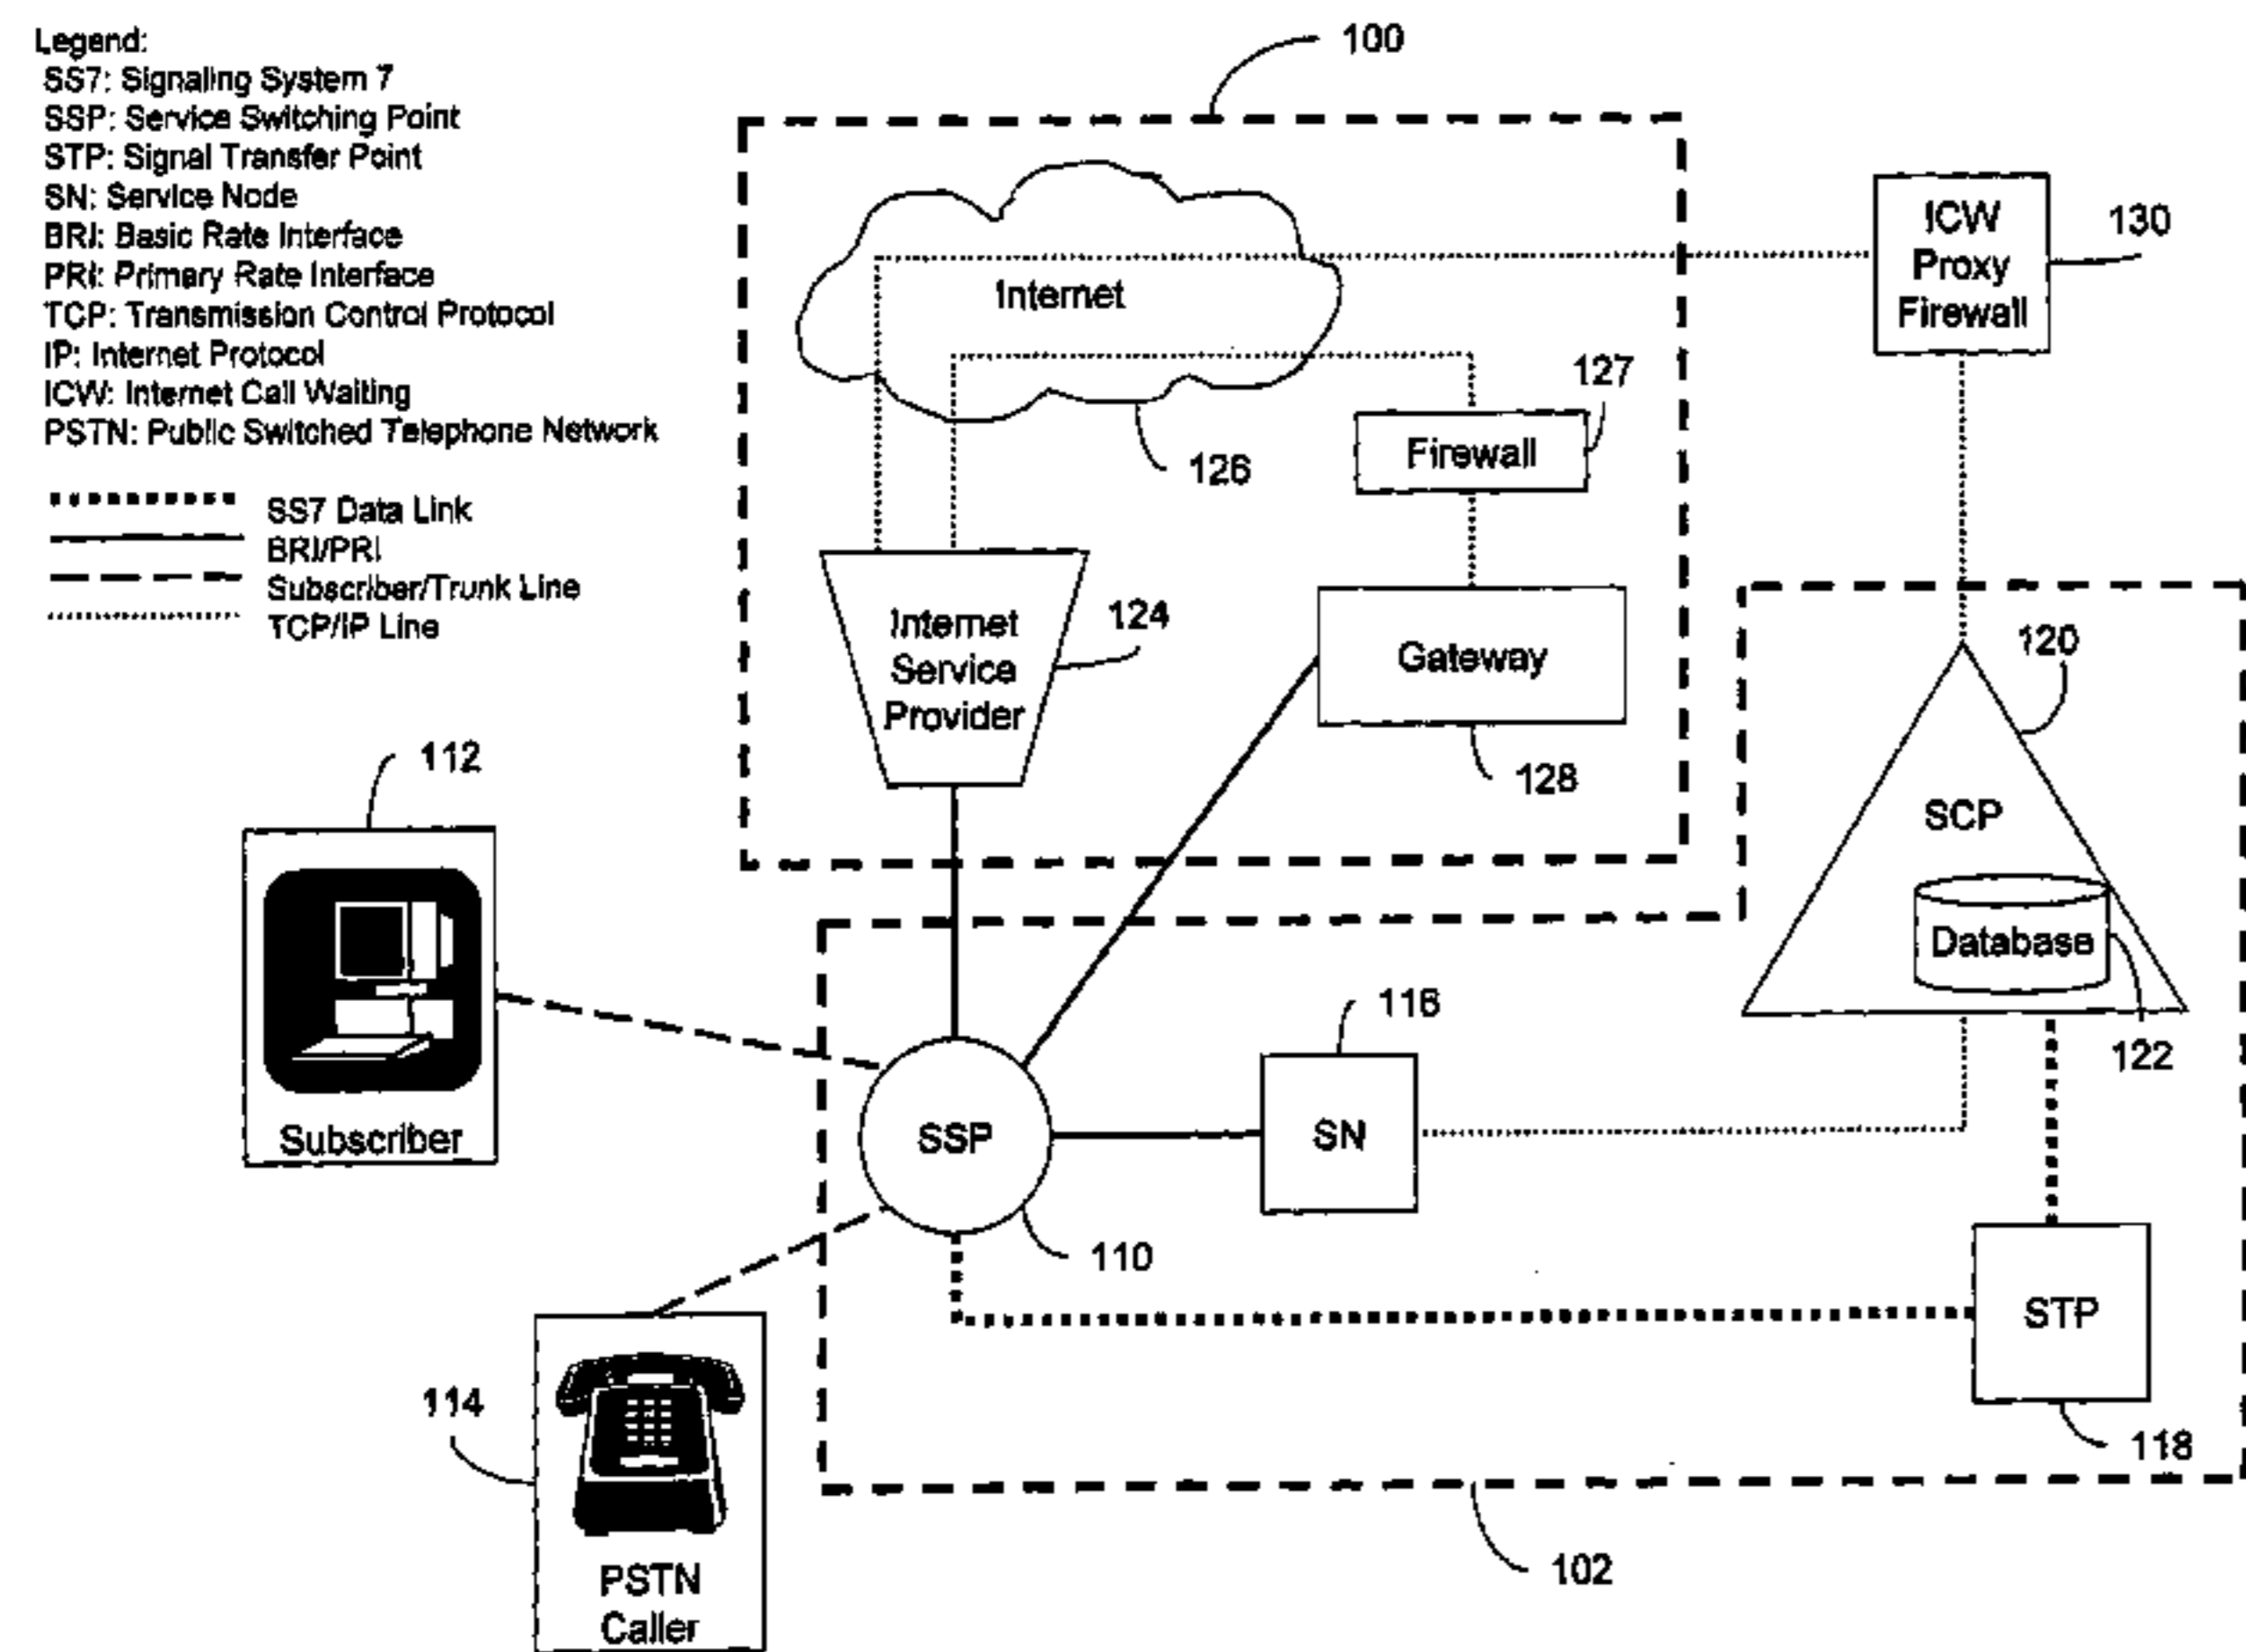 Legend:
SS7: Signaling System 7
SSP: Service Switching Point
STP: Signal Transfer Point
SN: Service Node
BRI: Basic Rate Interface
PRI: Primary Rate Interface
TCP: Transmission Control Protocol
IP: Internet Protocol
ICW: Internet Call Waiting
PSTN: Public Switched Telephone Network
SS7 Data Link
BRI/PRI
Subscriber/Trunk Line
TCP/IP Line
100
ICW
Proxy
Firewall
130
Internet
127
Firewall
126
Internet
Service
Provider
124
Gateway
128
120
SCP
Database
122
112
Subscriber
116
SSP
SN
110
STP
118
114
PSTN
Caller
102